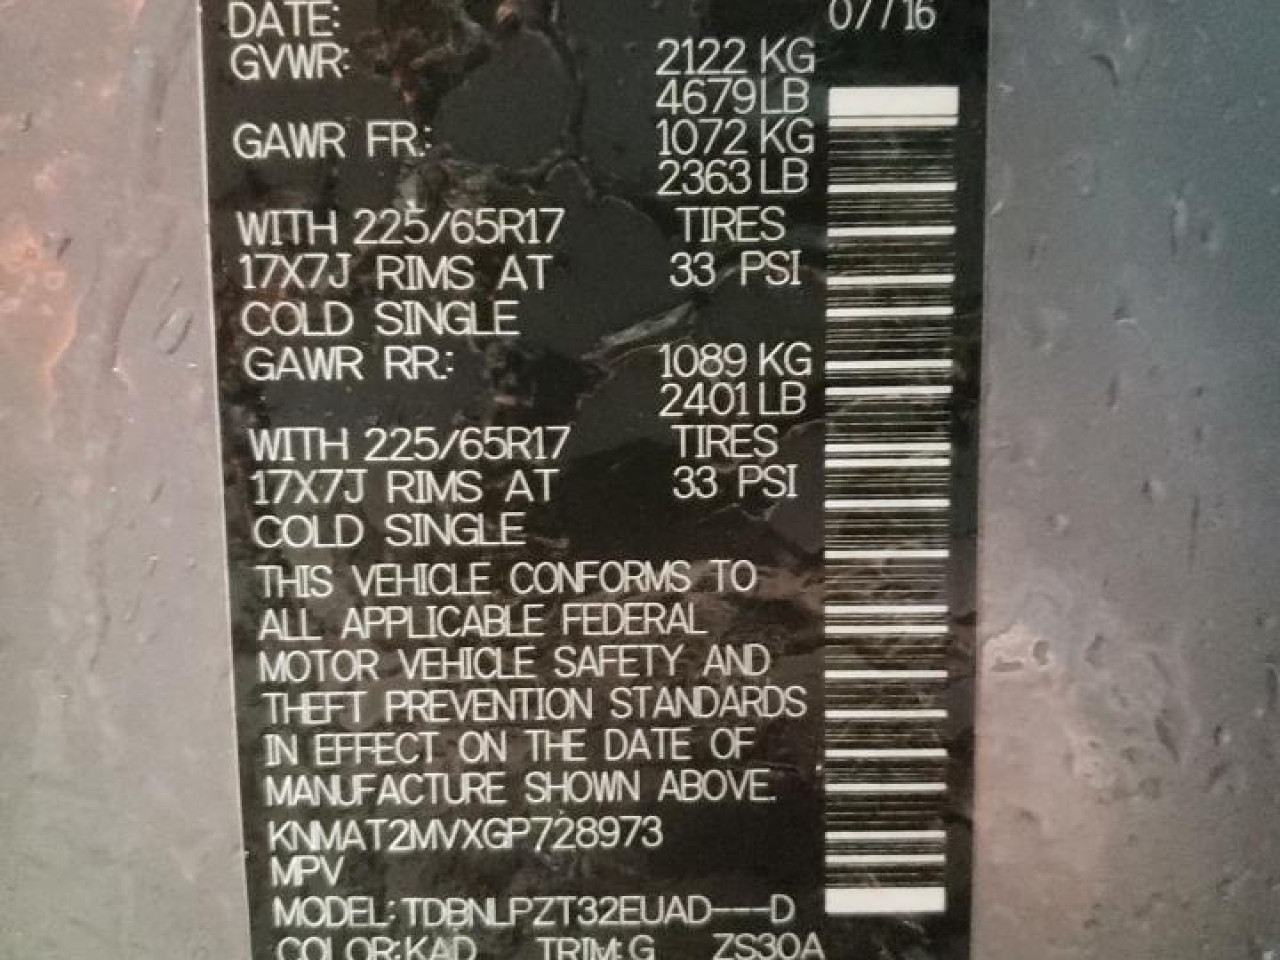 DATE: 07/16
GVWR: 2122 KG
4679 LB
GAWR FR: 1072 KG
2363 LB
WITH 225/65R17 TIRES
17X7J RIMS AT 33 PSI
COLD SINGLE
GAWR RR: 1089 KG
2401 LB
WITH 225/65R17 TIRES
17X7J RIMS AT 33 PSI
COLD SINGLE
THIS VEHICLE CONFORMS TO
ALL APPLICABLE FEDERAL
MOTOR VEHICLE SAFETY AND
THEFT PREVENTION STANDARDS
IN EFFECT ON THE DATE OF
MANUFACTURE SHOWN ABOVE.
KNMAT2MVXGP728973
MPV
MODEL: TDBNLPZT32EUAD---D
COLOR: KAD TRIM: G ZS30A